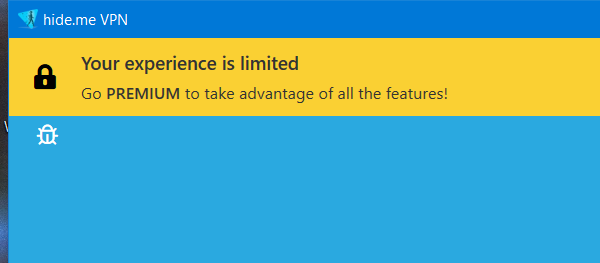 hide.me VPN
Your experience is limited
Go PREMIUM to take advantage of all the features!